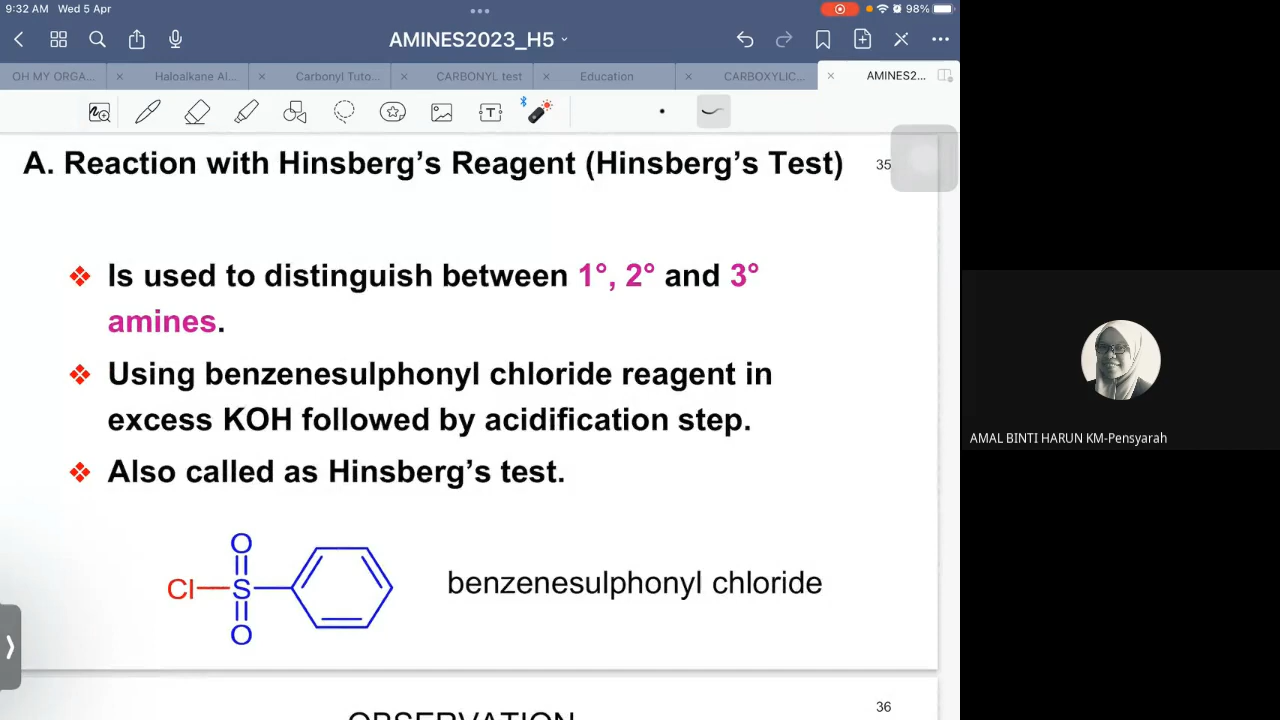 9:32 AM Wed 5 Apr
98%
AMINES2023_H5
OH MY ORGA...
Haloalkane Al...
Carbonyl Tuto...
CARBONYL test
Education
CARBOXYLIC...
AMINES2...
A. Reaction with Hinsberg's Reagent (Hinsberg's Test)
35
Is used to distinguish between 1°, 2° and 3°
amines.
Using benzenesulphonyl chloride reagent in
excess KOH followed by acidification step.
Also called as Hinsberg's test.
O
Cl S
O
benzenesulphonyl chloride
AMAL BINTI HARUN KM-Pensyarah
36
OBSERVATION